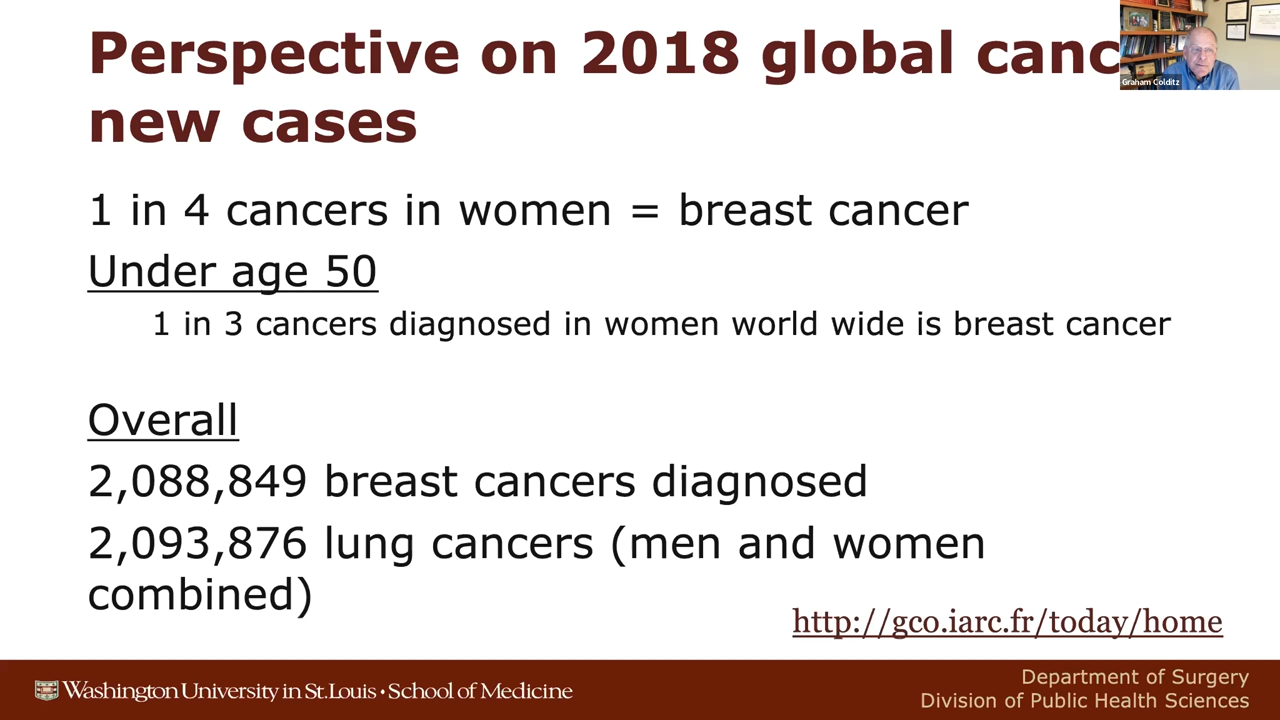 Perspective on 2018 global canc
new cases
Graham Colditz
1 in 4 cancers in women = breast cancer
Under age 50
1 in 3 cancers diagnosed in women world wide is breast cancer
Overall
2,088,849 breast cancers diagnosed
2,093,876 lung cancers (men and women
combined)
http://gco.iarc.fr/today/home
Washington University in St. Louis • School of Medicine
Department of Surgery
Division of Public Health Sciences